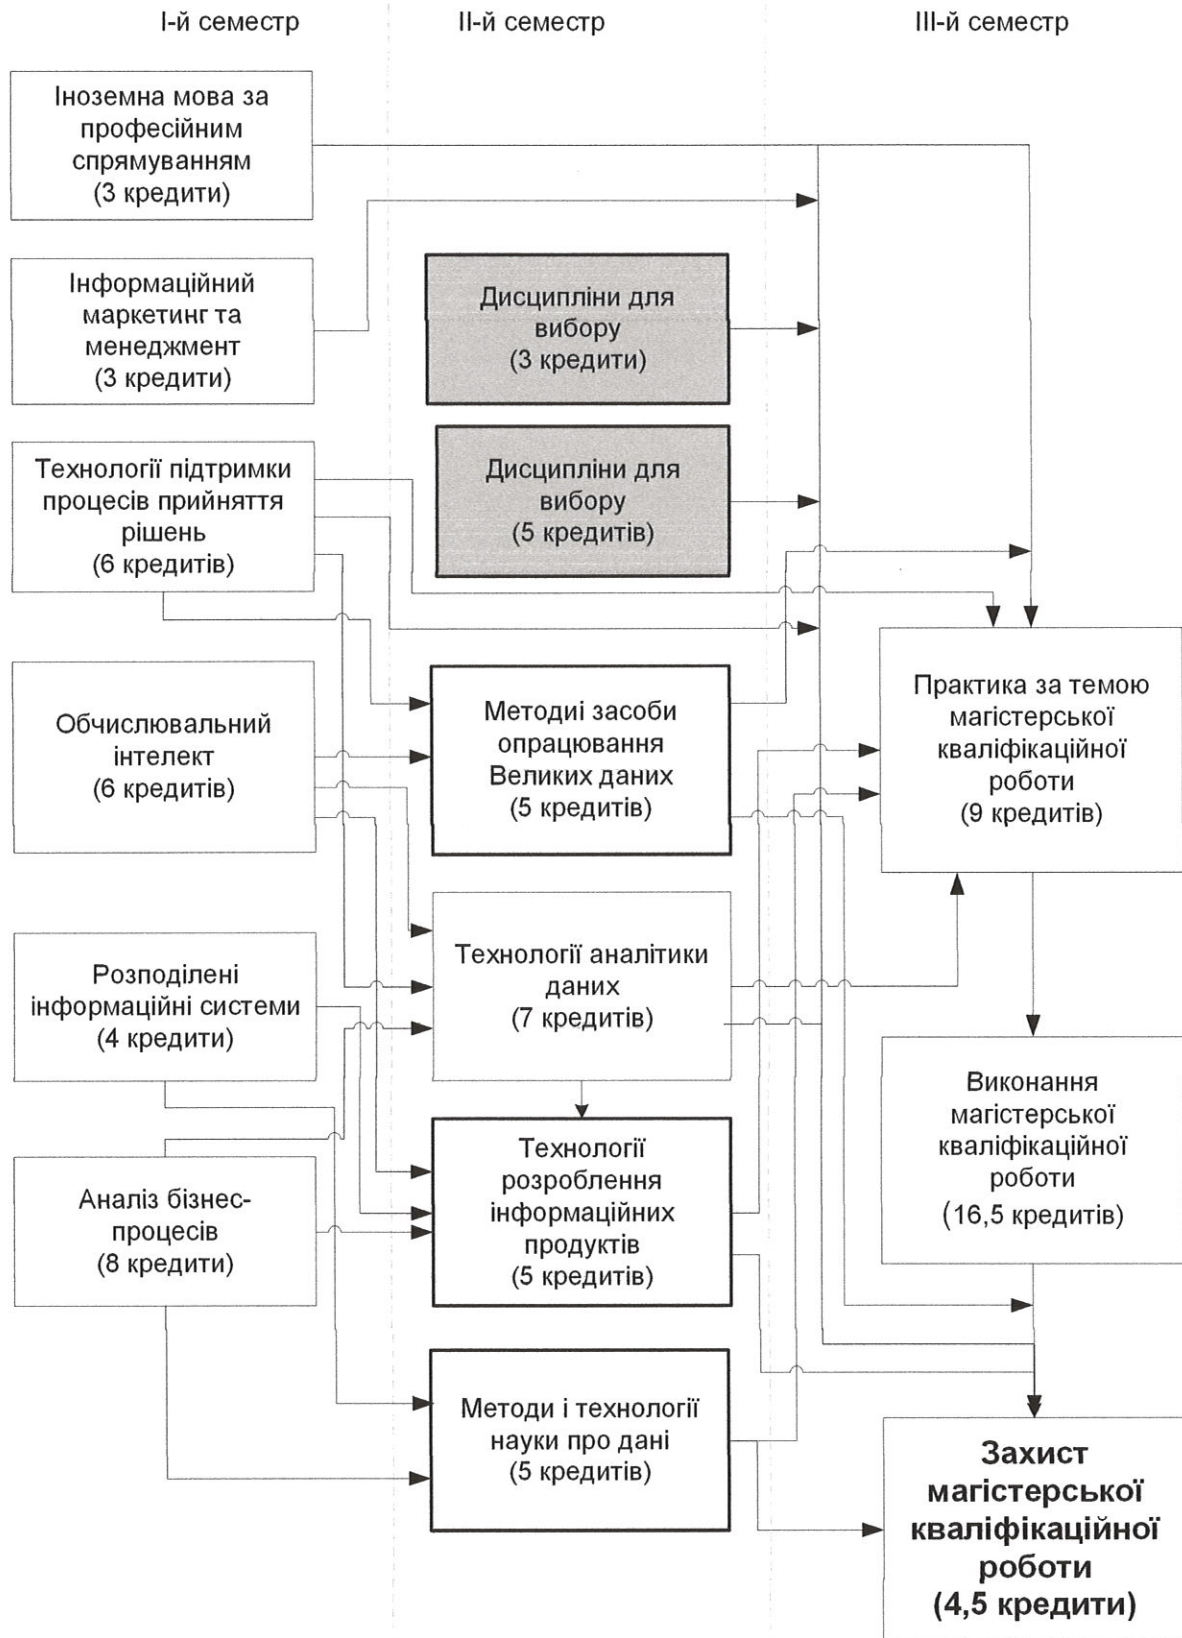 І-й семестр
ІІ-й семестр
ІІІ-й семестр
Іноземна мова за
професійним
спрямуванням
(3 кредити)
Інформаційний
маркетинг та
менеджмент
(3 кредити)
Технології підтримки
процесів прийняття
рішень
(6 кредитів)
Обчислювальний
інтелект
(6 кредитів)
Розподілені
інформаційні системи
(4 кредити)
Аналіз бізнес-
процесів
(8 кредити)
Дисципліни для
вибору
(3 кредити)
Дисципліни для
вибору
(5 кредитів)
Методиі засоби
опрацювання
Великих даних
(5 кредитів)
Технології аналітики
даних
(7 кредитів)
Технології
розроблення
інформаційних
продуктів
(5 кредитів)
Методи і технології
науки про дані
(5 кредитів)
Практика за темою
магістерської
кваліфікаційної
роботи
(9 кредитів)
Виконання
магістерської
кваліфікаційної
роботи
(16,5 кредитів)
Захист
магістерської
кваліфікаційної
роботи
(4,5 кредити)